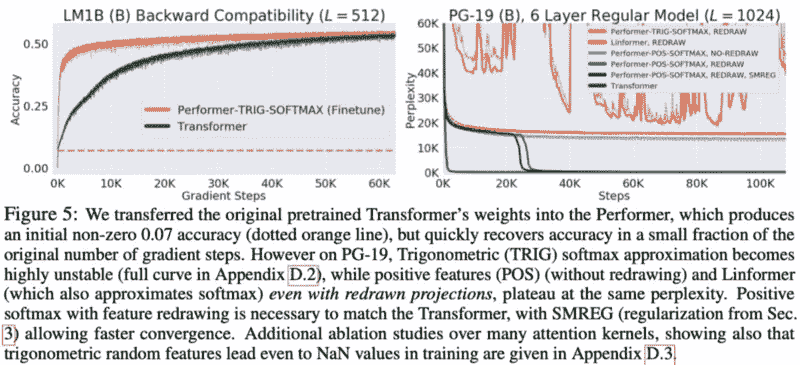 LM1B (B) Backward Compatibility (L = 512)
0.50
0.25
0.00
Accuracy
Performer-TRIG-SOFTMAX (Finetune)
Transformer
0K 10K 20K 30K 40K 50K 60K
Gradient Steps
PG-19 (B), 6 Layer Regular Model (L = 1024)
60K
50K
40K
30K
20K
10K
0K
Perplexity
Performer-TRIG-SOFTMAX, REDRAW
Linformer, REDRAW
Performer-POS-SOFTMAX, NO-REDRAW
Performer-POS-SOFTMAX, REDRAW
Performer-POS-SOFTMAX, REDRAW, SMREG
Transformer
0K 20K 40K 60K 80K 100K
Steps
Figure 5: We transferred the original pretrained Transformer's weights into the Performer, which produces
an initial non-zero 0.07 accuracy (dotted orange line), but quickly recovers accuracy in a small fraction of the
original number of gradient steps. However on PG-19, Trigonometric (TRIG) softmax approximation becomes
highly unstable (full curve in Appendix D.2), while positive features (POS) (without redrawing) and Linformer
(which also approximates softmax) even with redrawn projections, plateau at the same perplexity. Positive
softmax with feature redrawing is necessary to match the Transformer, with SMREG (regularization from Sec.
3) allowing faster convergence. Additional ablation studies over many attention kernels, showing also that
trigonometric random features lead even to NaN values in training are given in Appendix D.3.